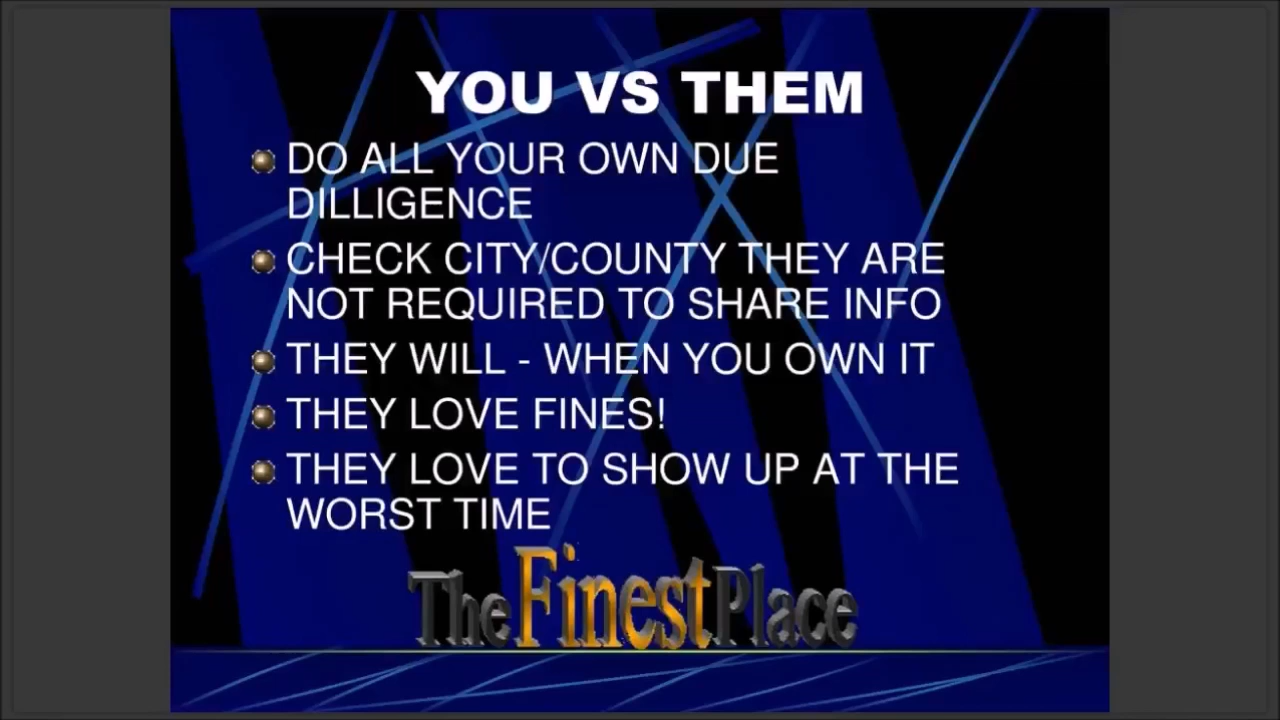 YOU VS THEM
DO ALL YOUR OWN DUE
DILLIGENCE
CHECK CITY/COUNTY THEY ARE
NOT REQUIRED TO SHARE INFO
THEY WILL - WHEN YOU OWN IT
THEY LOVE FINES!
THEY LOVE TO SHOW UP AT THE
WORST TIME
TheFinestPlace